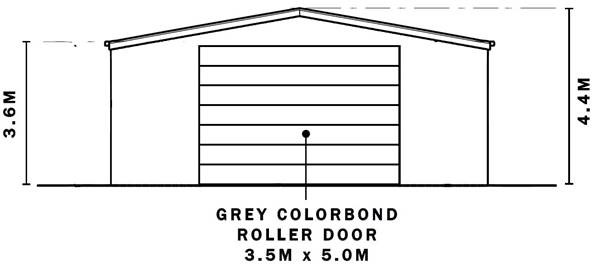 3.6M
4.4M
GREY COLORBOND
ROLLER DOOR
3.5M x 5.0M